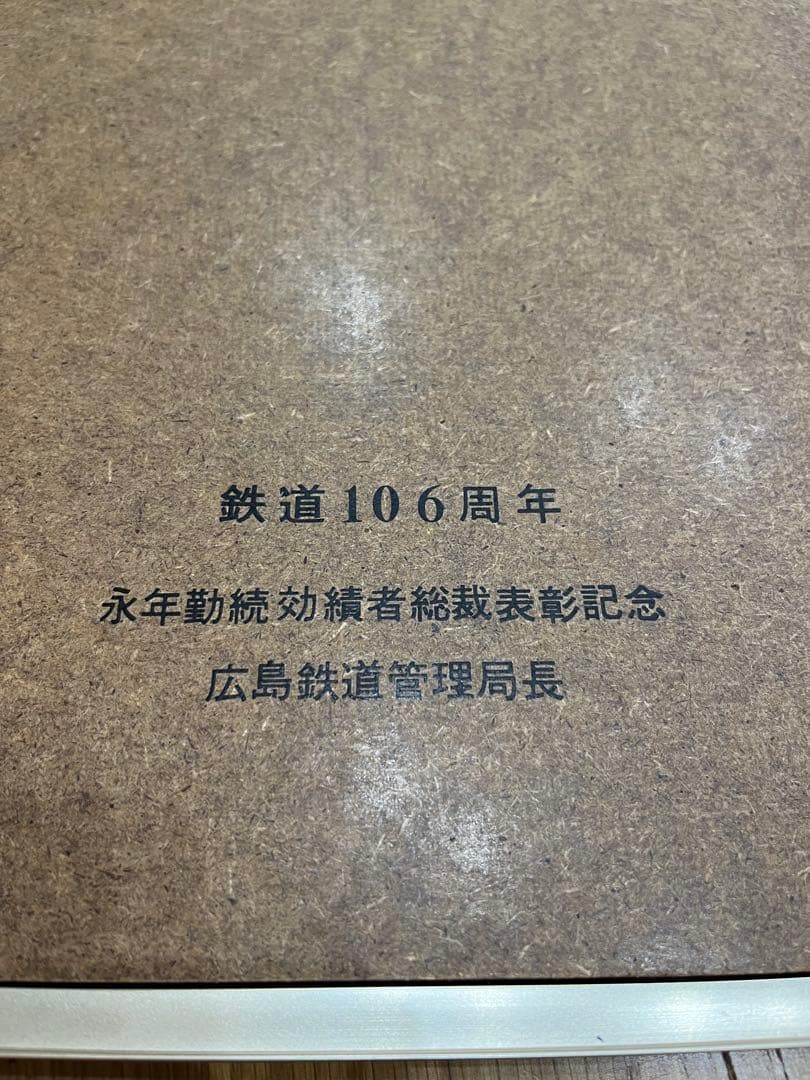 鉄道106周年
永年勤続効績者総裁表彰記念
広島鉄道管理局長